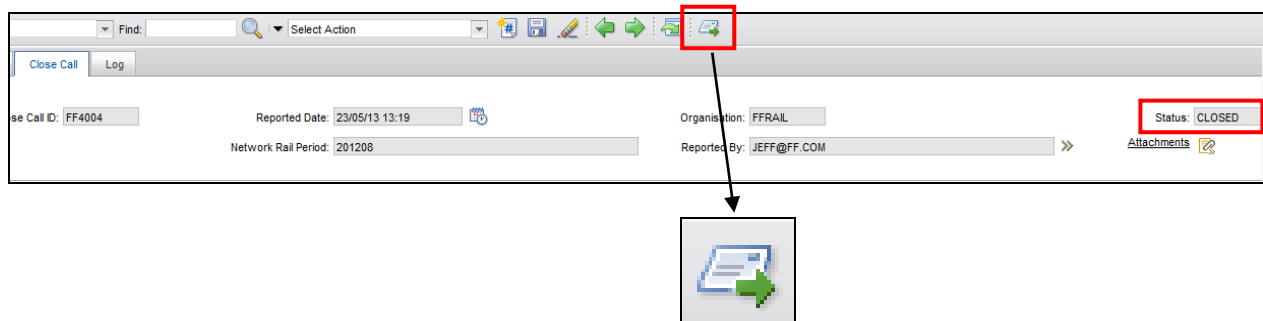 Find: Select Action
Close Call Log
se Call ID: FF4004 Reported Date: 23/05/13 13:19 Organisation: FFRAIL Status: CLOSED
Network Rail Period: 201208 Reported By: JEFF@FF.COM Attachments